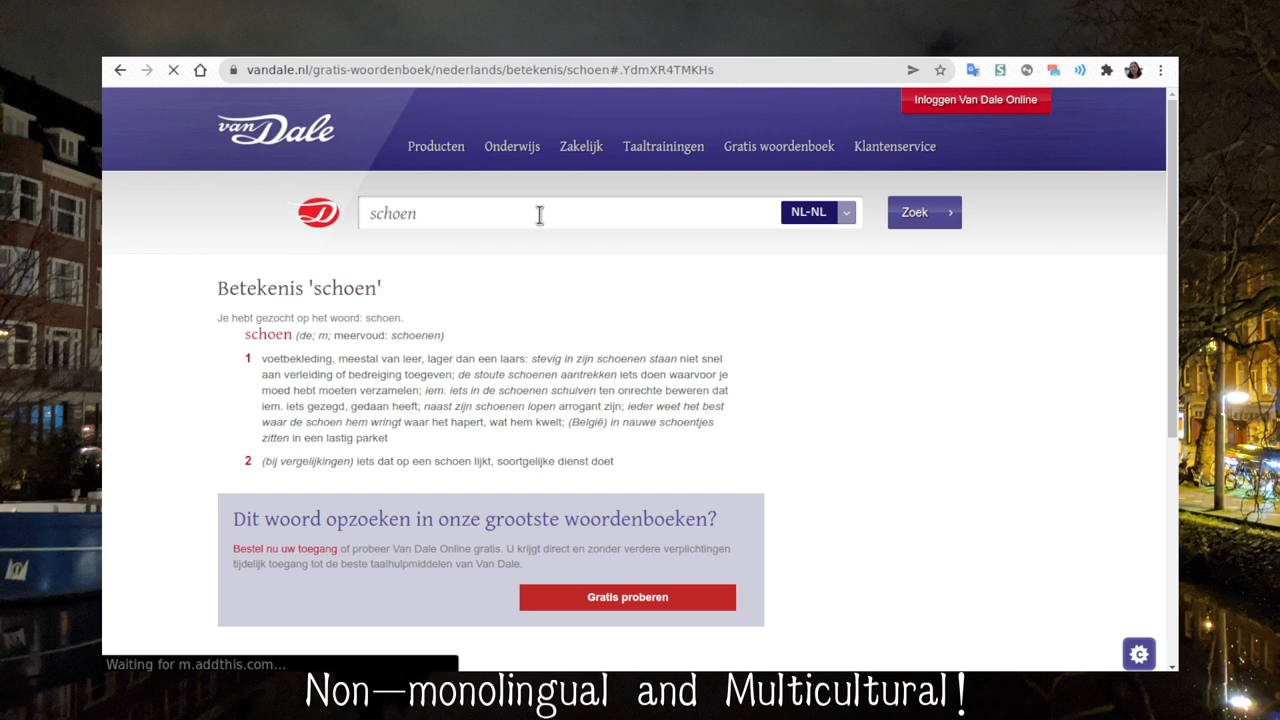 vandale.nl/gratis-woordenboek/nederlands/betekenis/schoen#.YdmXR4TMKHs
Inloggen Van Dale Online
van Dale
Producten Onderwijs Zakelijk Taaltrainingen Gratis woordenboek Klantenservice
schoen NL-NL Zoek ›
Betekenis 'schoen'
Je hebt gezocht op het woord: schoen.
schoen (de; m; meervoud: schoenen)
1 voetbekleding, meestal van leer, lager dan een laars: stevig in zijn schoenen staan niet snel
aan verleiding of bedreiging toegeven; de stoute schoenen aantrekken iets doen waarvoor je
moed hebt moeten verzamelen; iem. iets in de schoenen schuiven ten onrechte beweren dat
iem. iets gezegd, gedaan heeft; naast zijn schoenen lopen arrogant zijn; ieder weet het best
waar de schoen hem wringt waar het hapert, wat hem kwelt; (België) in nauwe schoentjes
zitten in een lastig parket
2 (bij vergelijkingen) iets dat op een schoen lijkt, soortgelijke dienst doet
Dit woord opzoeken in onze grootste woordenboeken?
Bestel nu uw toegang of probeer Van Dale Online gratis. U krijgt direct en zonder verdere verplichtingen
tijdelijk toegang tot de beste taalhulpmiddelen van Van Dale.
Gratis proberen
Waiting for m.addthis.com...
Non—monolingual and Multicultural!